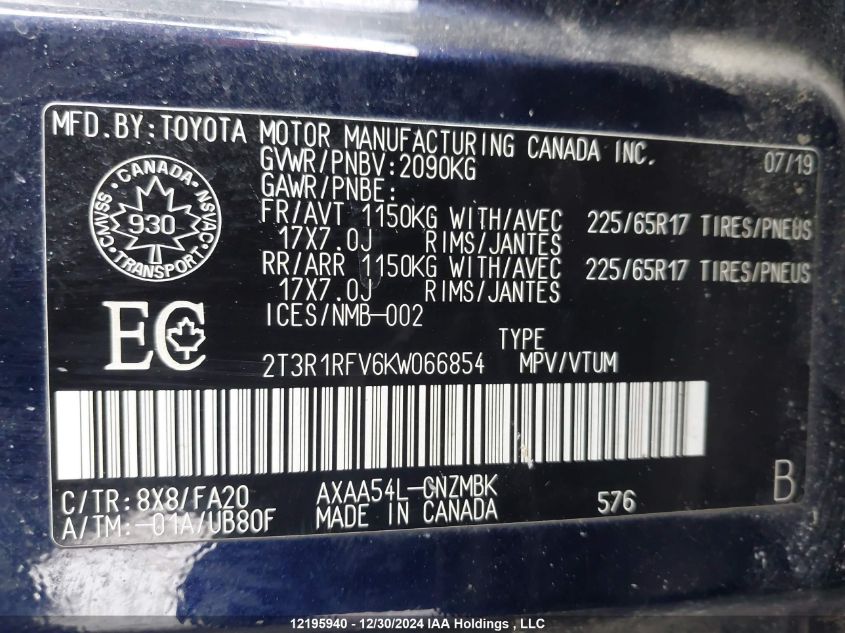 MFD.BY:TOYOTA MOTOR MANUFACTURING CANADA INC. 07/19
GVWR/PNBV:2090KG
GAWR/PNBE:
FR/AVT 1150KG WITH/AVEC 225/65R17 TIRES/PNEUS
17X7.0J RIMS/JANTES
RR/ARR 1150KG WITH/AVEC 225/65R17 TIRES/PNEUS
17X7.0J RIMS/JANTES
ICES/NMB-002
CANADA
CMVSS 930 NSVAC
TRANSPORT
EC
TYPE
2T3R1RFV6KW066854 MPV/VTUM
C/TR:8X8/FA20 AXAA54L-CNZMBK 576 B
A/TM:-01A/UB80F MADE IN CANADA
12195940 - 12/30/2024 IAA Holdings , LLC